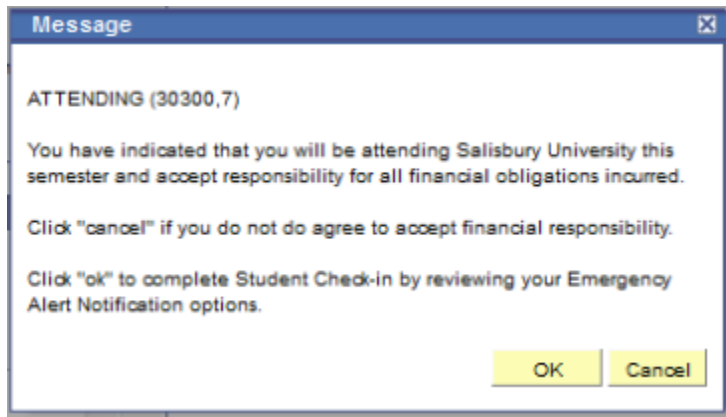 Message
ATTENDING (30300,7)
You have indicated that you will be attending Salisbury University this
semester and accept responsibility for all financial obligations incurred.
Click "cancel" if you do not do agree to accept financial responsibility.
Click "ok" to complete Student Check-in by reviewing your Emergency
Alert Notification options.
OK Cancel